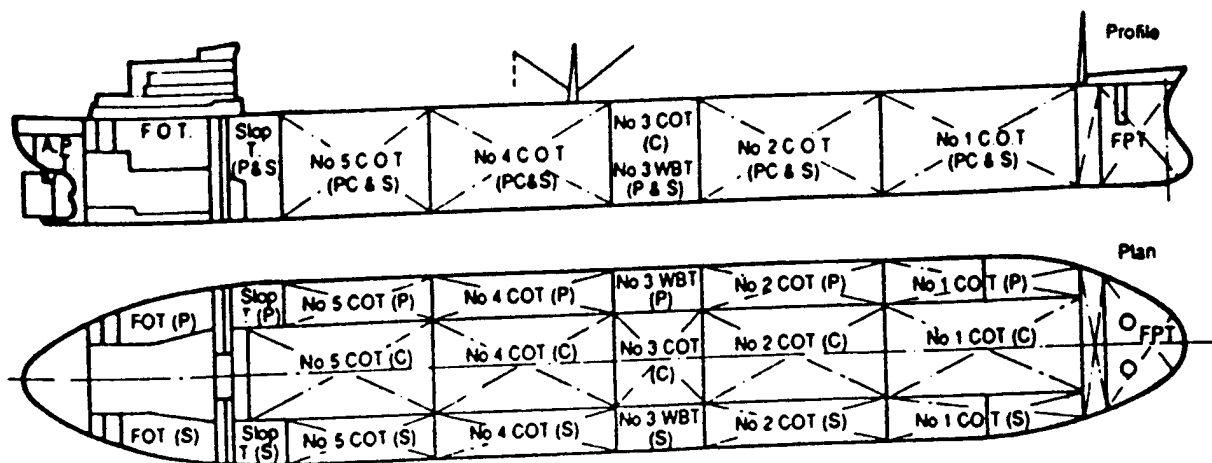 Profile
A.P
T
F O T.
Slop
T
(P&S)
No 5 C O T
(PC & S)
No 4 C O T
(PC&S)
No 3 COT
(C)
No 3 WBT
(P & S)
No 2 C O T
(PC & S)
No 1 C.O T
(PC & S)
FPT
Plan
FOT (P)
Slop
T (P)
No 5 COT (P)
No 4 COT (P)
No 3 WBT
(P)
No 2 COT (P)
No 1 COT (P)
No 5 COT (C)
No 4 COT (C)
No 3 COT
(C)
No 2 COT (C)
No 1 COT (C)
FPT
FOT (S)
Slop
T (S)
No 5 COT (S)
No 4 COT (S)
No 3 WBT
(S)
No 2 COT (S)
No 1 COT (S)